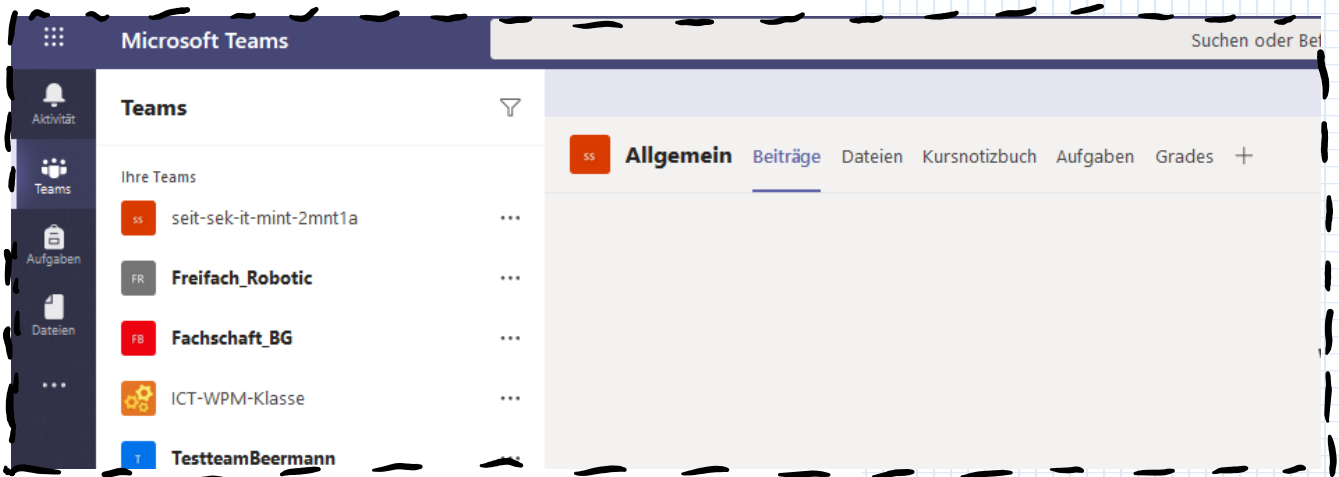 Microsoft Teams
Suchen oder Bef
Aktivität
Teams
Aufgaben
Dateien
Teams
Ihre Teams
ss seit-sek-it-mint-2mnt1a
FR Freifach_Robotic
FB Fachschaft_BG
ICT-WPM-Klasse
T TestteamBeermann
ss Allgemein Beiträge Dateien Kursnotizbuch Aufgaben Grades